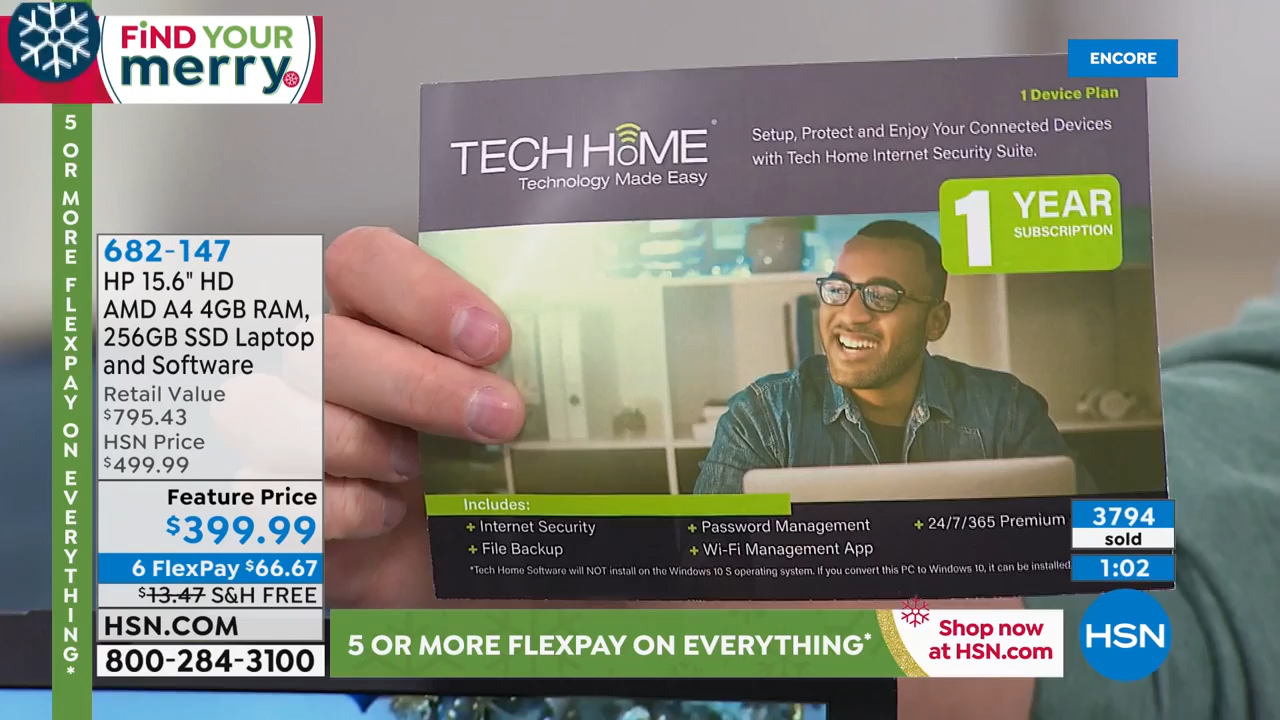 FiND YOUR
merry
ENCORE
5 OR MORE FLEXPAY ON EVERYTHING*
1 Device Plan
TECH HOME®
Technology Made Easy
Setup, Protect and Enjoy Your Connected Devices
with Tech Home Internet Security Suite.
1 YEAR
SUBSCRIPTION
682-147
HP 15.6" HD
AMD A4 4GB RAM,
256GB SSD Laptop
and Software
Retail Value
$795.43
HSN Price
$499.99
Feature Price
$399.99
6 FlexPay $66.67
$13.47 S&H FREE
HSN.COM
800-284-3100
Includes:
+ Internet Security
+ Password Management
+ 24/7/365 Premium
+ File Backup
+ Wi-Fi Management App
*Tech Home Software will NOT install on the Windows 10 S operating system. If you convert this PC to Windows 10, it can be installed
3794
sold
1:02
5 OR MORE FLEXPAY ON EVERYTHING*
Shop now
at HSN.com
HSN